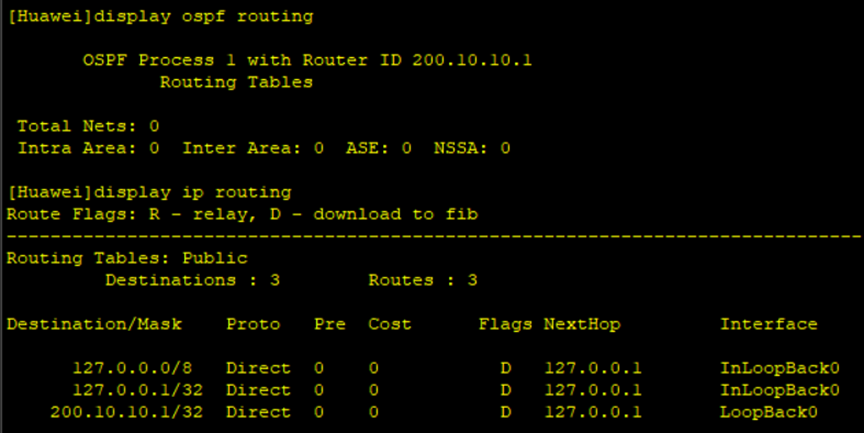 [Huawei]display ospf routing
OSPF Process 1 with Router ID 200.10.10.1
Routing Tables
Total Nets: 0
Intra Area: 0  Inter Area: 0  ASE: 0  NSSA: 0
[Huawei]display ip routing
Route Flags: R - relay, D - download to fib
------------------------------------------------------------------------------
Routing Tables: Public
Destinations : 3        Routes : 3
Destination/Mask    Proto   Pre  Cost      Flags NextHop         Interface
127.0.0.0/8   Direct  0    0           D   127.0.0.1       InLoopBack0
127.0.0.1/32  Direct  0    0           D   127.0.0.1       InLoopBack0
200.10.10.1/32  Direct  0    0           D   127.0.0.1       LoopBack0